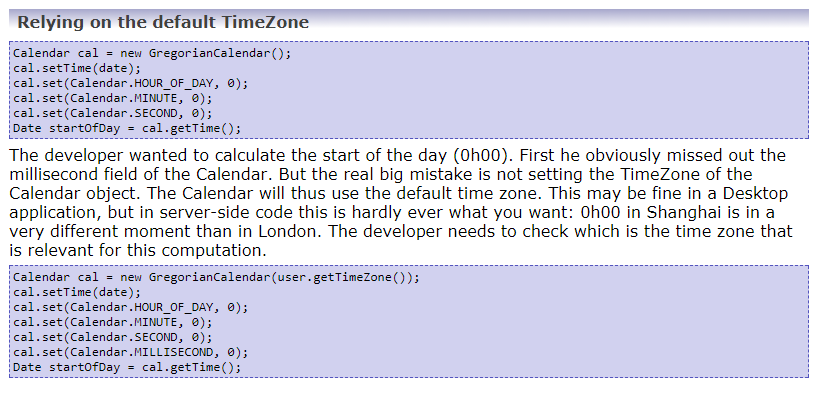 Relying on the default TimeZone
Calendar cal = new GregorianCalendar();
cal.setTime(date);
cal.set(Calendar.HOUR_OF_DAY, 0);
cal.set(Calendar.MINUTE, 0);
cal.set(Calendar.SECOND, 0);
Date startOfDay = cal.getTime();
The developer wanted to calculate the start of the day (0h00). First he obviously missed out the
millisecond field of the Calendar. But the real big mistake is not setting the TimeZone of the
Calendar object. The Calendar will thus use the default time zone. This may be fine in a Desktop
application, but in server-side code this is hardly ever what you want: 0h00 in Shanghai is in a
very different moment than in London. The developer needs to check which is the time zone that
is relevant for this computation.
Calendar cal = new GregorianCalendar(user.getTimeZone());
cal.setTime(date);
cal.set(Calendar.HOUR_OF_DAY, 0);
cal.set(Calendar.MINUTE, 0);
cal.set(Calendar.SECOND, 0);
cal.set(Calendar.MILLISECOND, 0);
Date startOfDay = cal.getTime();